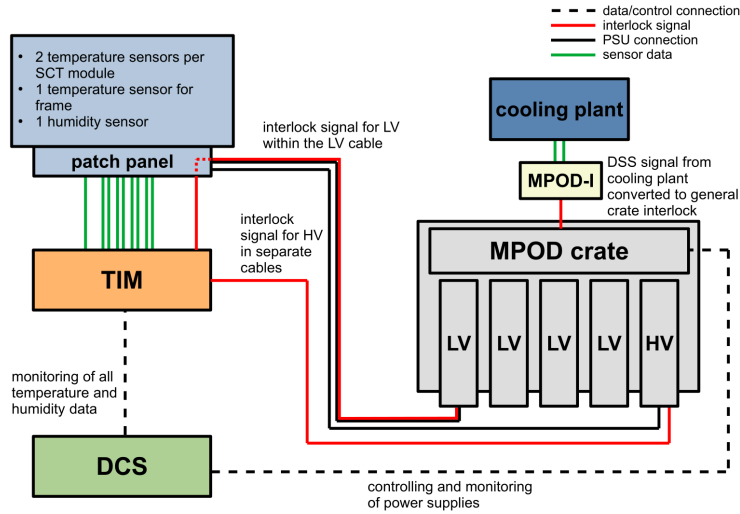 data/control connection
interlock signal
PSU connection
sensor data
• 2 temperature sensors per
SCT module
• 1 temperature sensor for
frame
• 1 humidity sensor
patch panel
interlock signal for LV
within the LV cable
cooling plant
MPOD-I
DSS signal from
cooling plant
converted to general
crate interlock
interlock
signal for HV
in separate
cables
TIM
MPOD crate
LV
LV
LV
LV
HV
monitoring of all
temperature and
humidity data
DCS
controlling and monitoring
of power supplies